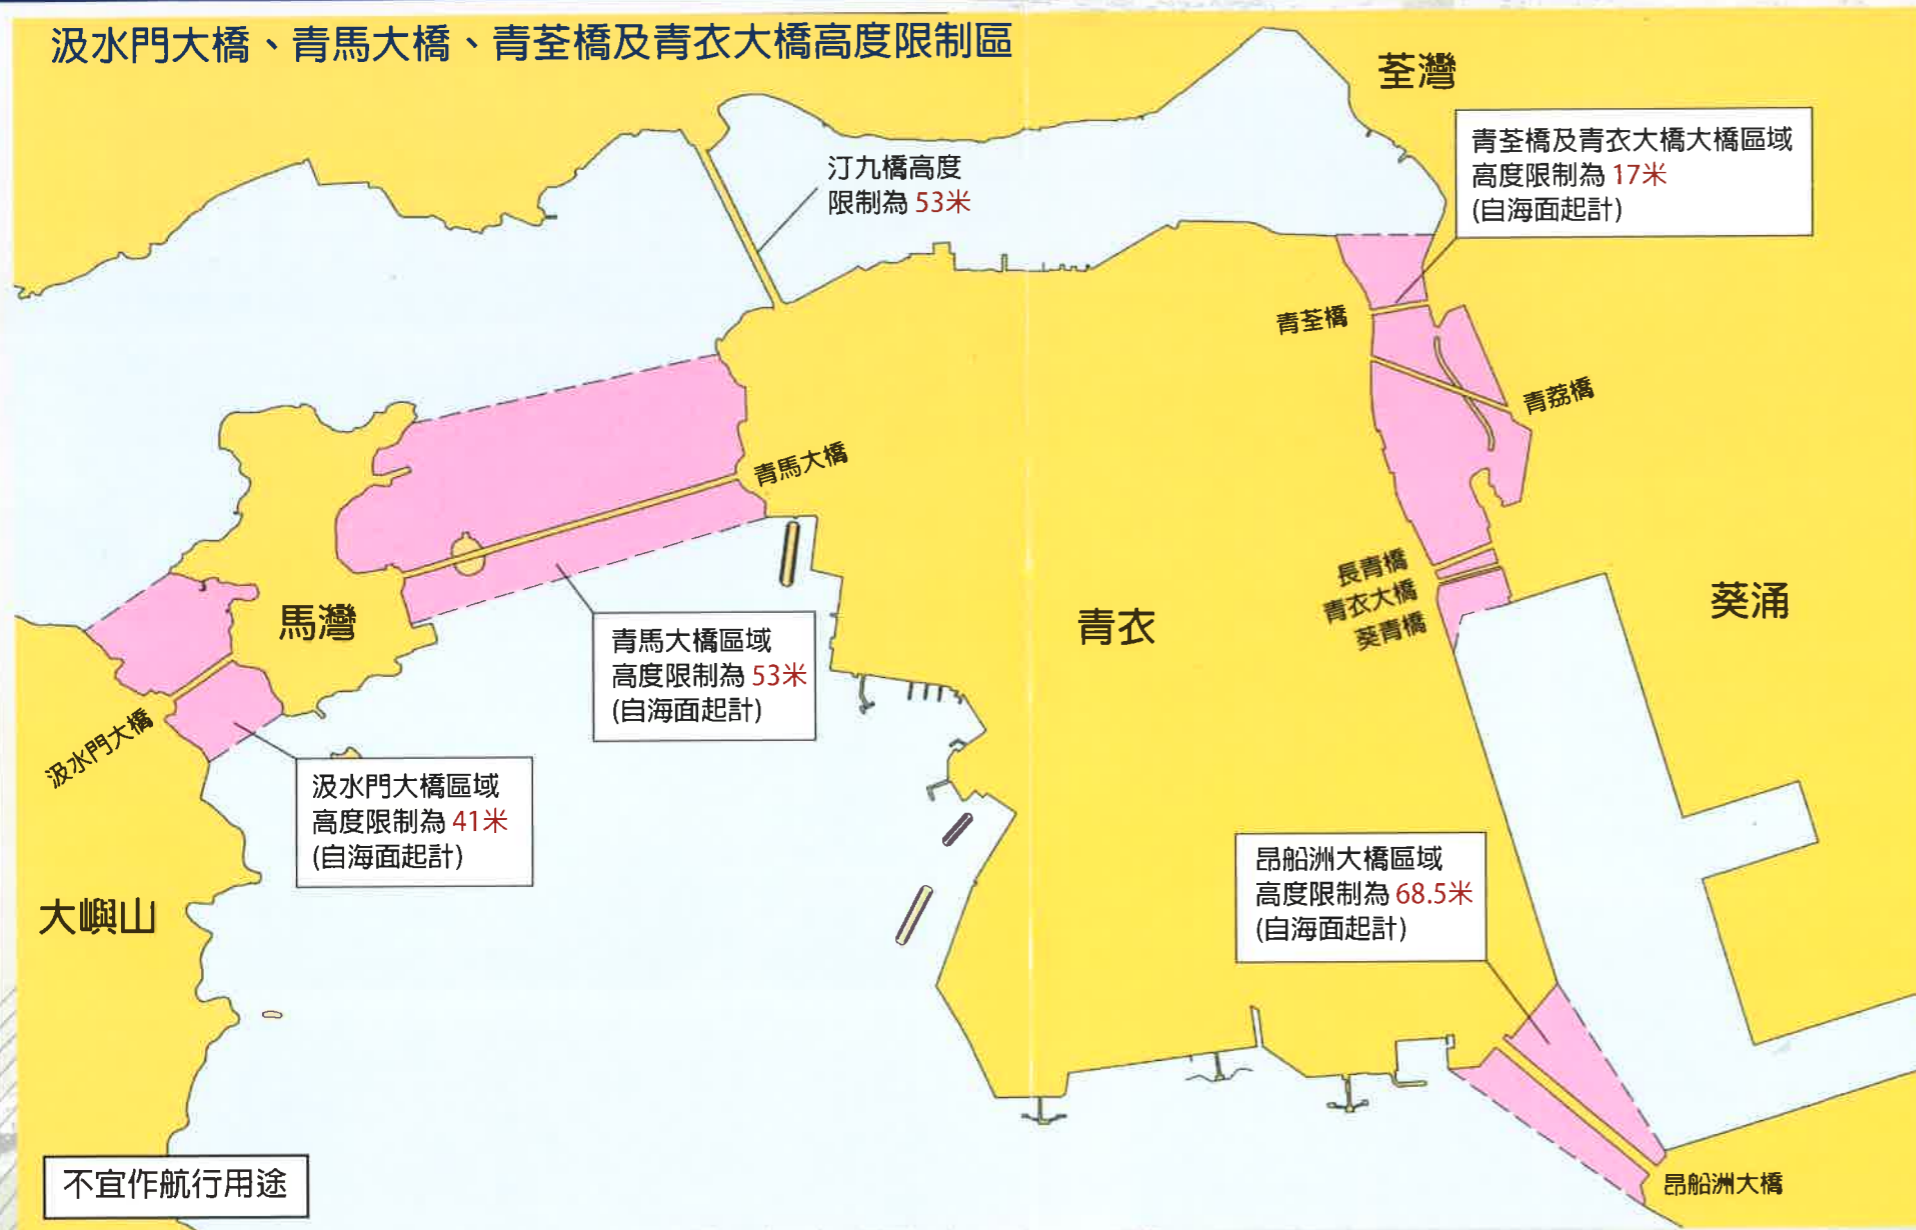 汲水門大橋、青馬大橋、青荃橋及青衣大橋高度限制區
荃灣
青荃橋及青衣大橋大橋區域
高度限制為 17米
(自海面起計)
汀九橋高度
限制為 53米
青荃橋
青荔橋
青馬大橋
長青橋
青衣大橋
葵青橋
葵涌
馬灣
青衣
青馬大橋區域
高度限制為 53米
(自海面起計)
汲水門大橋
汲水門大橋區域
高度限制為 41米
(自海面起計)
昂船洲大橋區域
高度限制為 68.5米
(自海面起計)
大嶼山
不宜作航行用途
昂船洲大橋